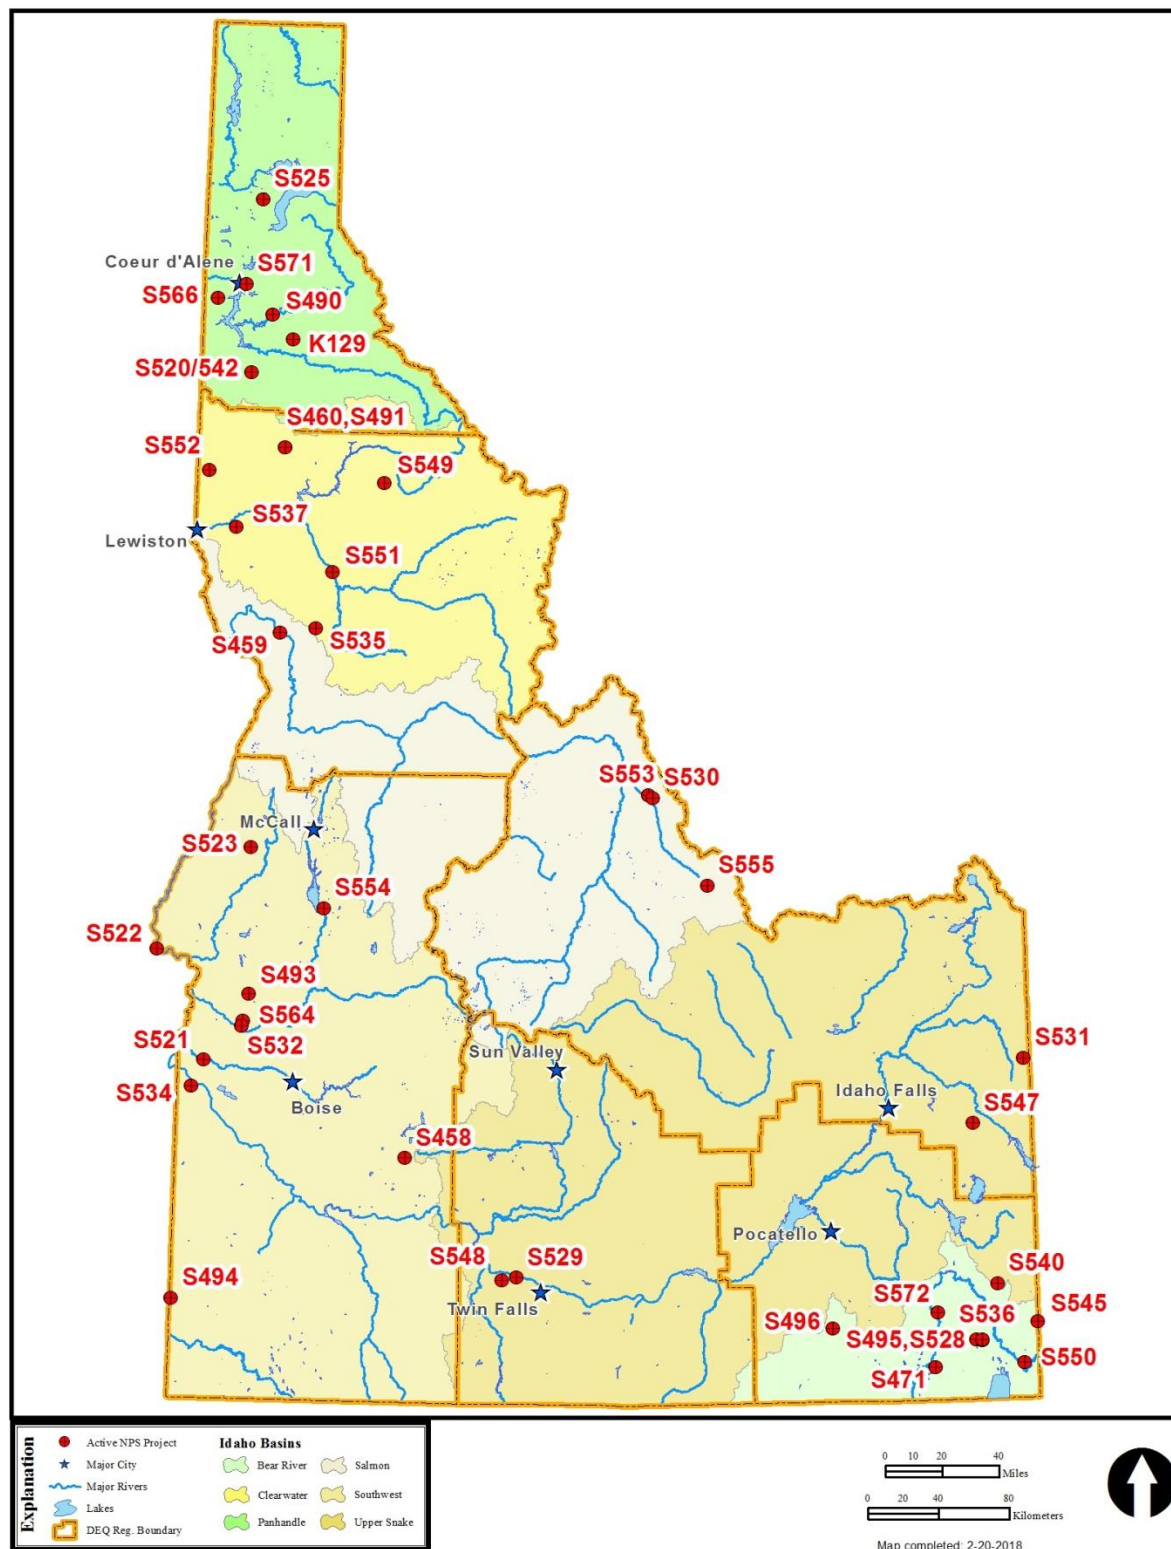 S525
Coeur d'Alene
S571
S566
S490
K129
S520/542
S460,S491
S552
S549
S537
Lewiston
S551
S459
S535
S553
S530
McCall
S523
S555
S554
S522
S493
S564
S532
S521
Sun Valley
S531
S534
Boise
Idaho Falls
S547
S458
Pocatello
S548
S529
S540
S494
Twin Falls
S572
S545
S496
S536
S495,S528
S550
S471
Explanation
Active NPS Project
Major City
Major Rivers
Lakes
DEQ Reg. Boundary
Idaho Basins
Bear River
Salmon
Clearwater
Southwest
Panhandle
Upper Snake
0 10 20 40
Miles
0 20 40 80
Kilometers
Map completed: 2-20-2018